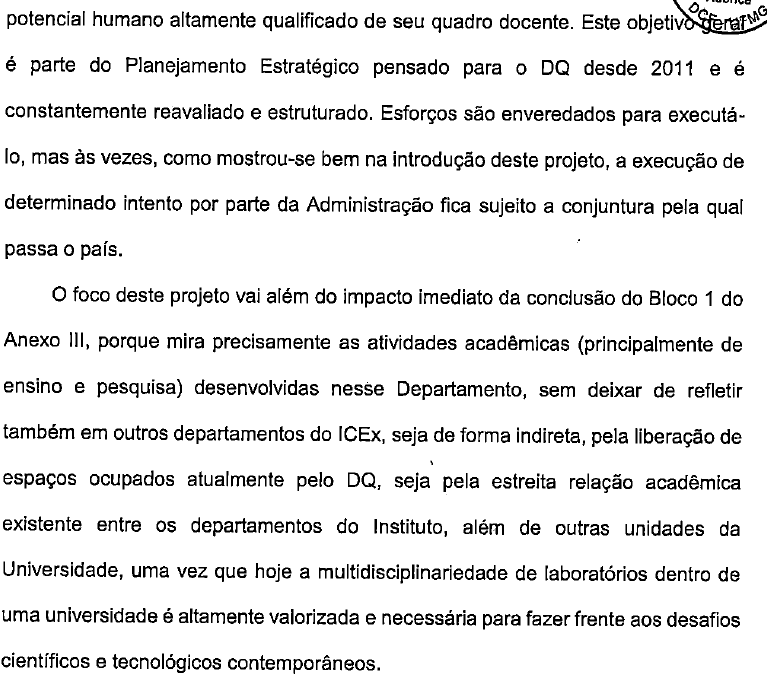 Rubrica
DCF UFMG
potencial humano altamente qualificado de seu quadro docente. Este objetivo geral
é parte do Planejamento Estratégico pensado para o DQ desde 2011 e é
constantemente reavaliado e estruturado. Esforços são enveredados para executá-
lo, mas às vezes, como mostrou-se bem na introdução deste projeto, a execução de
determinado intento por parte da Administração fica sujeito a conjuntura pela qual
passa o país.
O foco deste projeto vai além do impacto imediato da conclusão do Bloco 1 do
Anexo III, porque mira precisamente as atividades acadêmicas (principalmente de
ensino e pesquisa) desenvolvidas nesse Departamento, sem deixar de refletir
também em outros departamentos do ICEx, seja de forma indireta, pela liberação de
espaços ocupados atualmente pelo DQ, seja pela estreita relação acadêmica
existente entre os departamentos do Instituto, além de outras unidades da
Universidade, uma vez que hoje a multidisciplinariedade de laboratórios dentro de
uma universidade é altamente valorizada e necessária para fazer frente aos desafios
científicos e tecnológicos contemporâneos.